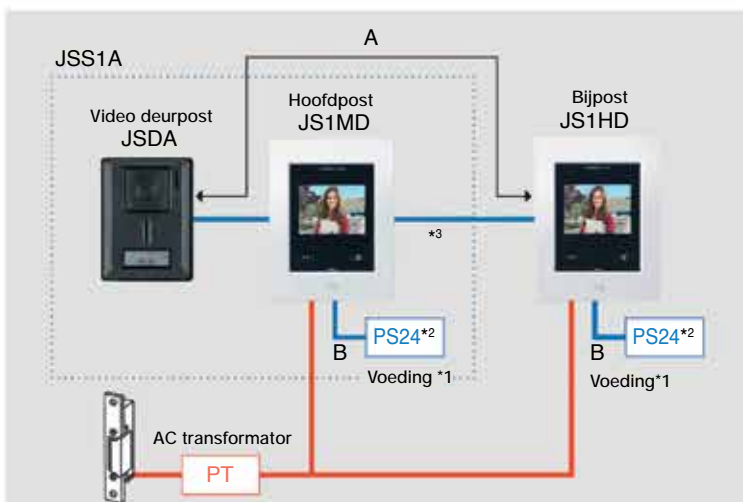 A
JSS1A
Video deurpost
JSDA
Hoofdpost
JS1MD
Bijpost
JS1HD
*3
B
PS24*2
Voeding *1
B
PS24*2
Voeding*1
AC transformator
PT